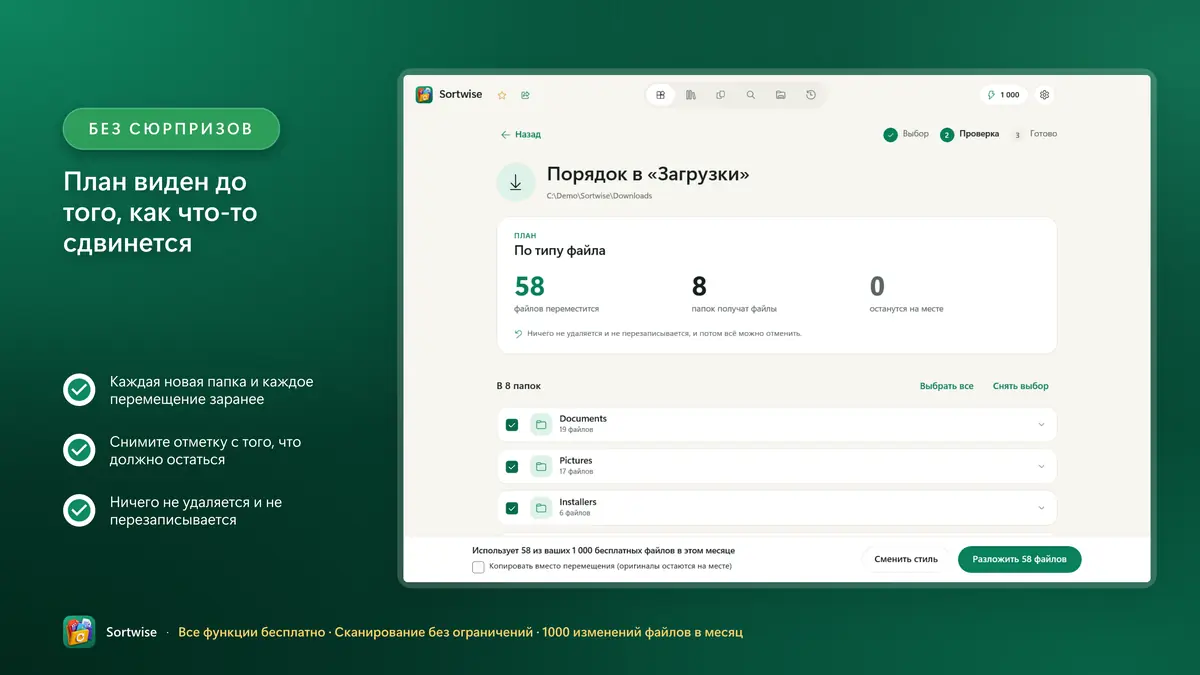 БЕЗ СЮРПРИЗОВ
План виден до
того, как что-то
сдвинется
Каждая новая папка и каждое
перемещение заранее
Снимите отметку с того, что
должно остаться
Ничего не удаляется и не
перезаписывается
Sortwise
1 000
Назад
Выбор
2 Проверка
3 Готово
Порядок в «Загрузки»
C:\Demo\Sortwise\Downloads
ПЛАН
По типу файла
58
файлов переместится
8
папок получат файлы
0
останутся на месте
Ничего не удаляется и не перезаписывается, и потом всё можно отменить.
В 8 папок
Выбрать все
Снять выбор
Documents
19 файлов
Pictures
17 файлов
Installers
6 файлов
Использует 58 из ваших 1 000 бесплатных файлов в этом месяце
Копировать вместо перемещения (оригиналы остаются на месте)
Сменить стиль
Разложить 58 файлов
Sortwise · Все функции бесплатно · Сканирование без ограничений · 1000 изменений файлов в месяц